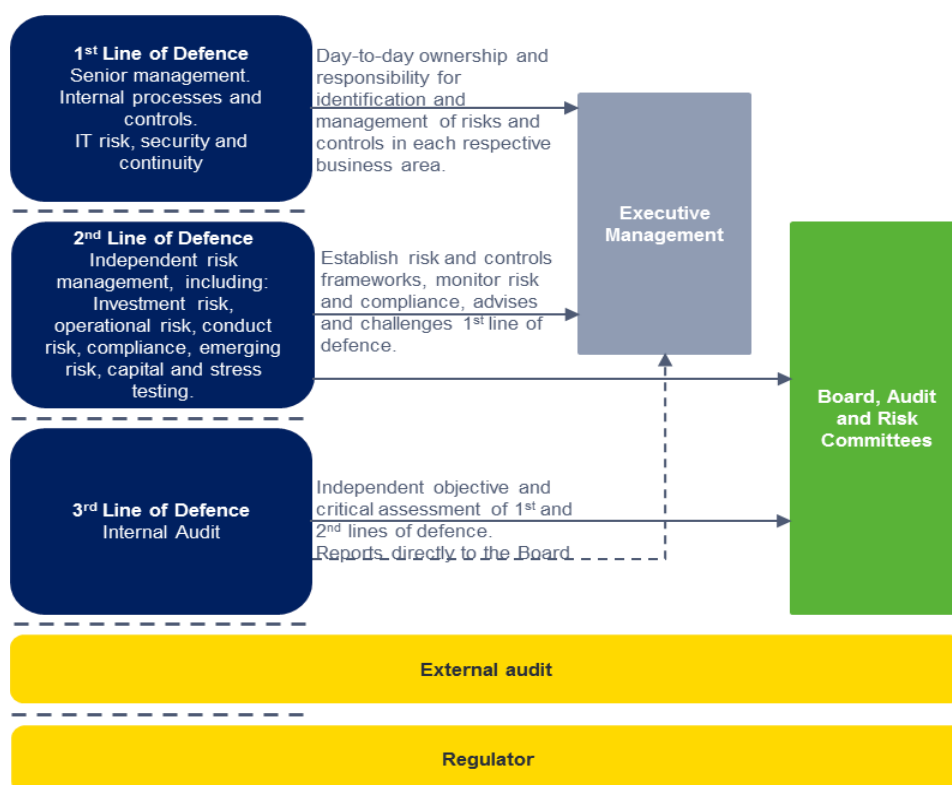 1st Line of Defence
Senior management.
Internal processes and
controls.
IT risk, security and
continuity
Day-to-day ownership and
responsibility for
identification and
management of risks and
controls in each respective
business area.
Executive
Management
2nd Line of Defence
Independent risk
management, including:
Investment risk,
operational risk, conduct
risk, compliance, emerging
risk, capital and stress
testing.
Establish risk and controls
frameworks, monitor risk
and compliance, advises
and challenges 1st line of
defence.
Board, Audit
and Risk
Committees
3rd Line of Defence
Internal Audit
Independent objective and
critical assessment of 1st and
2nd lines of defence.
Reports directly to the Board
External audit
Regulator